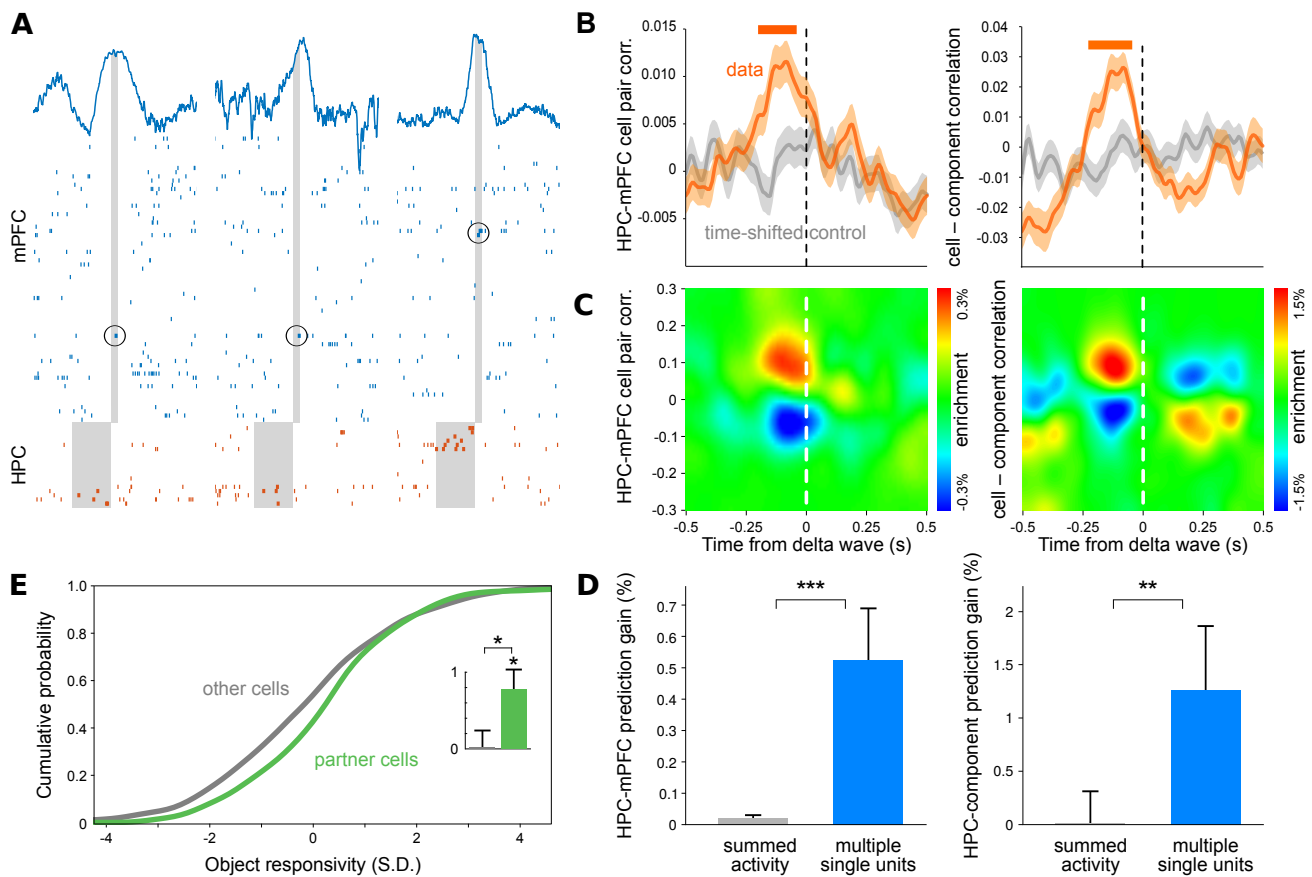 A
mPFC
HPC
B
HPC-mPFC cell pair corr.
0.015
0.010
0.005
0
-0.005
data
time-shifted control
cell – component correlation
0.04
0.03
0.02
0.01
0
-0.01
-0.02
-0.03
C
HPC-mPFC cell pair corr.
0.3
0.2
0.1
0
-0.1
-0.2
-0.3
-0.5
-0.25
0
0.25
0.5
Time from delta wave (s)
0.3%
enrichment
-0.3%
cell – component correlation
-0.5
-0.25
0
0.25
0.5
Time from delta wave (s)
1.5%
enrichment
-1.5%
E
Cumulative probability
1.0
0.8
0.6
0.4
0.2
0
-4
-2
0
2
4
Object responsivity (S.D.)
other cells
partner cells
1
0
*
*
D
HPC-mPFC prediction gain (%)
0.7
0.6
0.5
0.4
0.3
0.2
0.1
0
***
summed
activity
multiple
single units
HPC-component prediction gain (%)
2
1.5
1
0.5
0
**
summed
activity
multiple
single units